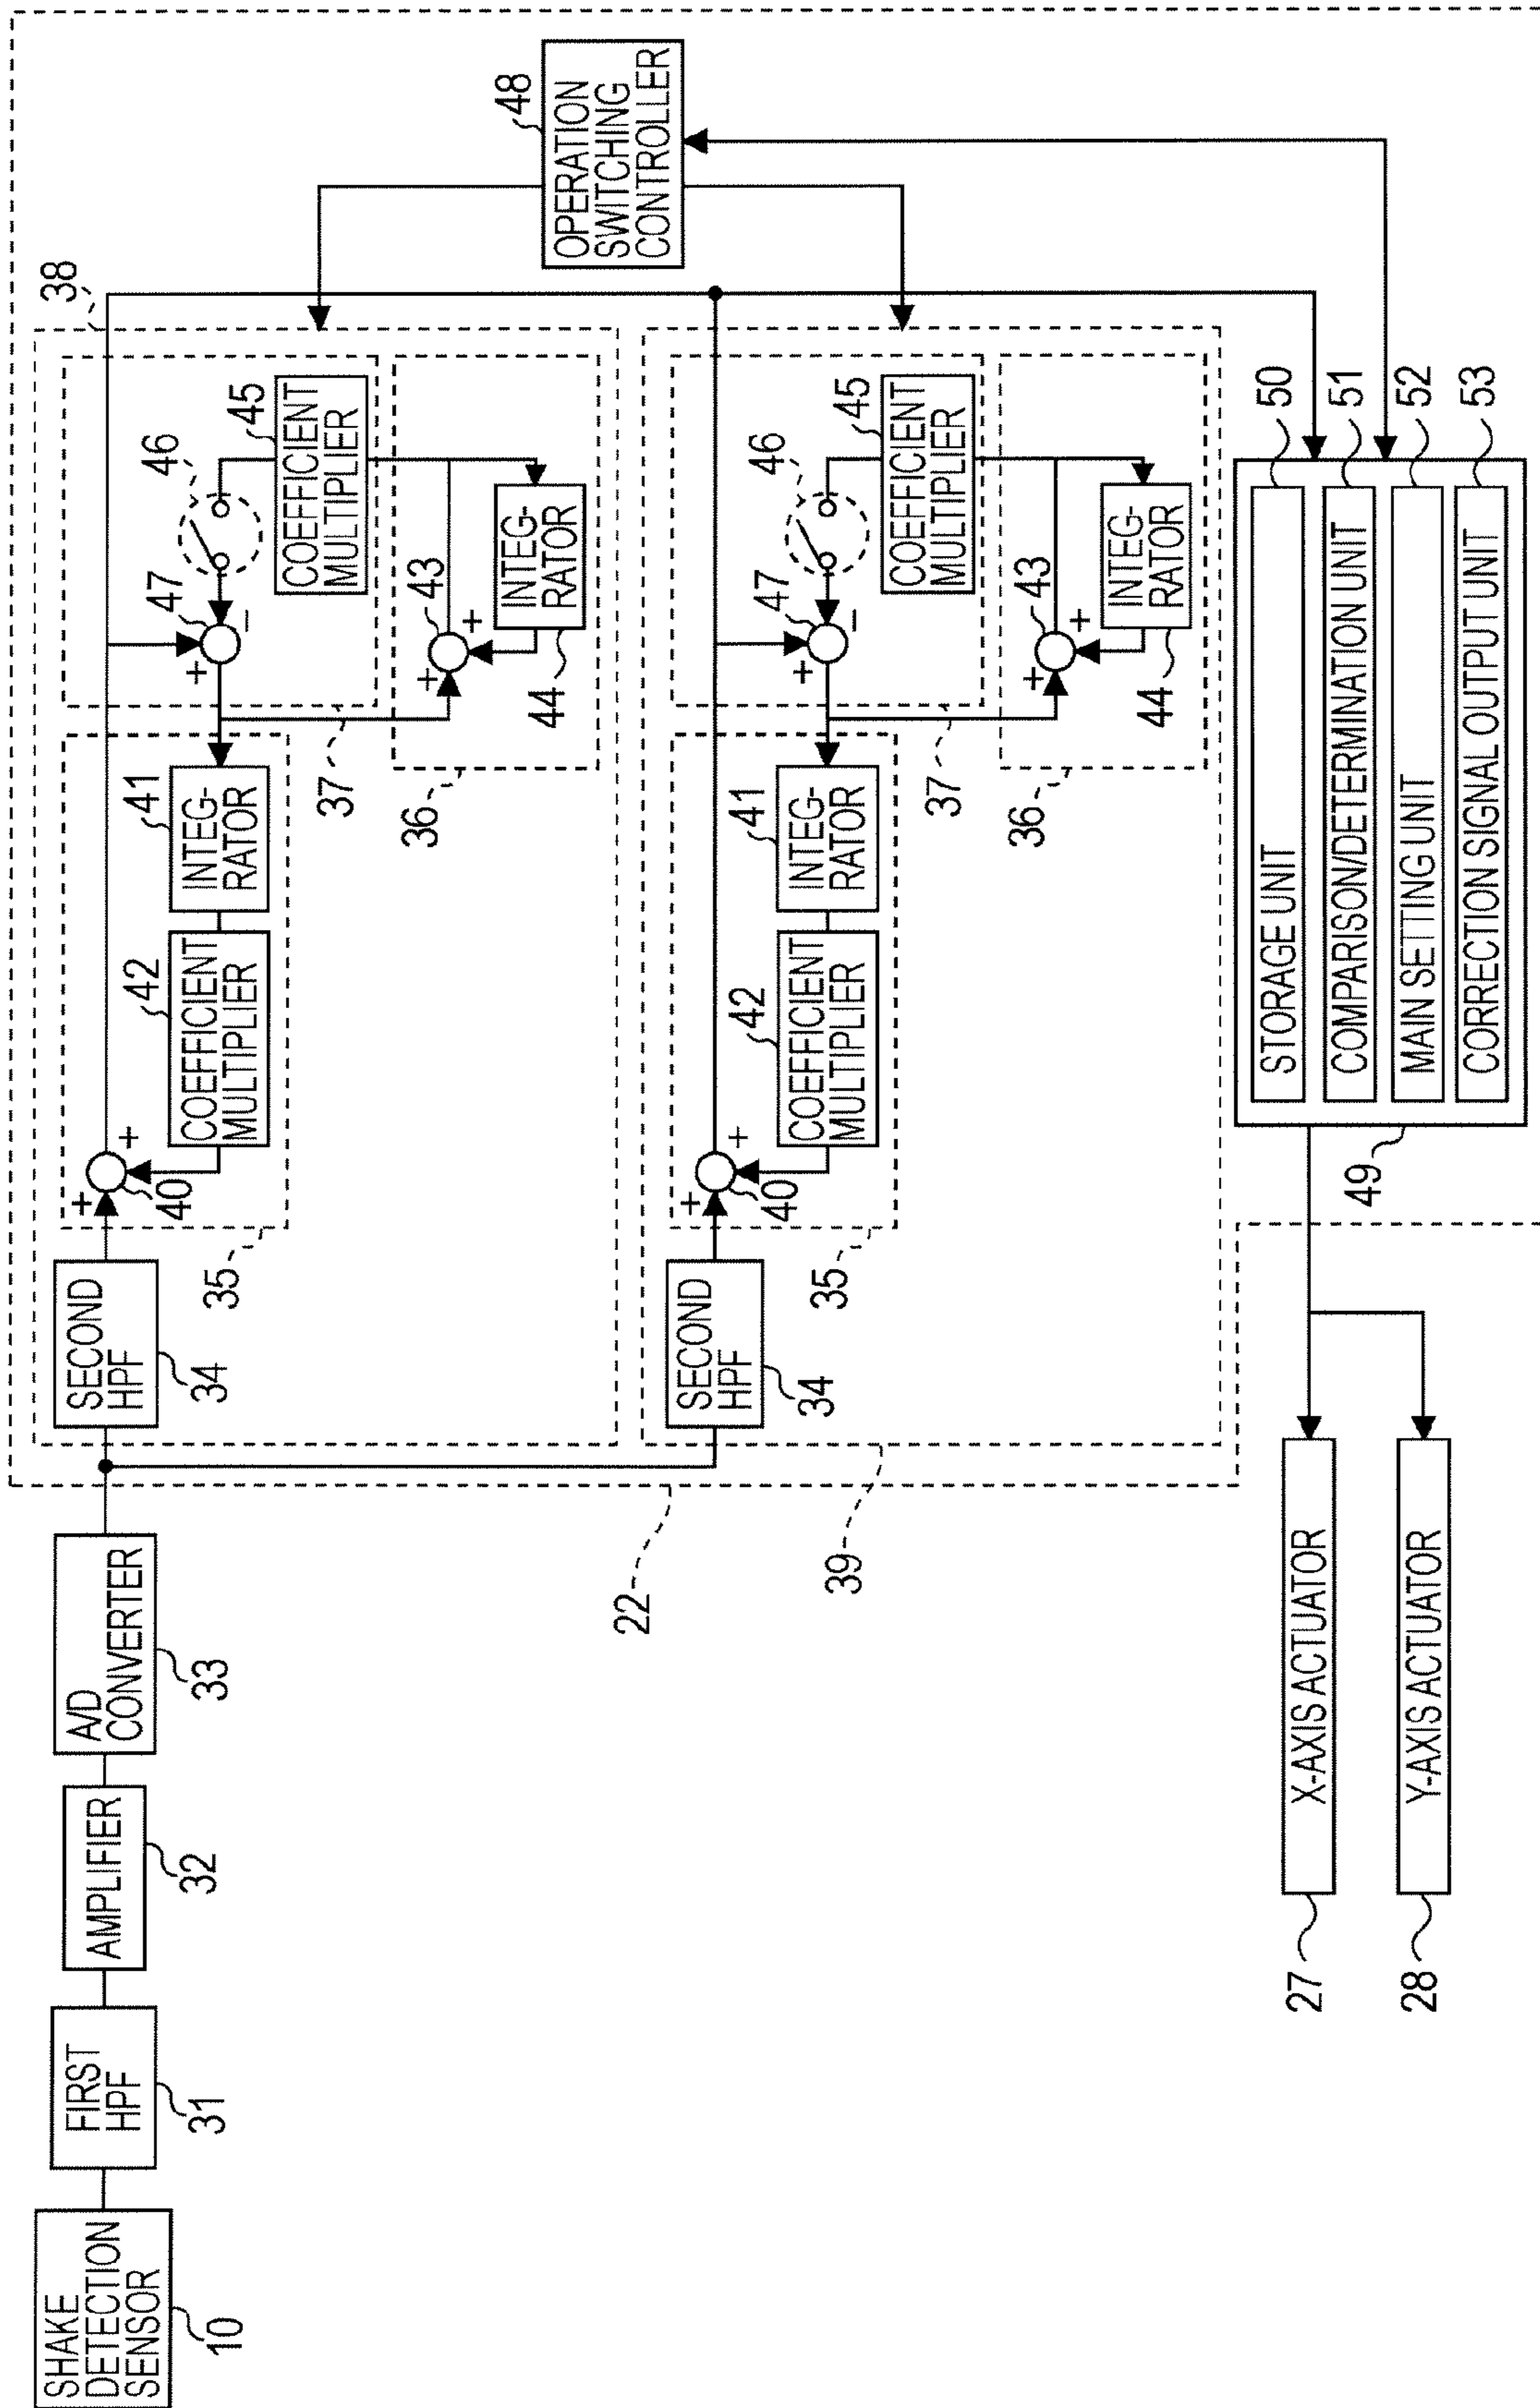 SHAKE
DETECTION
SENSOR
10
FIRST
HPF
31
AMPLIFIER
32
A/D
CONVERTER
33
22
38
SECOND
HPF
34
35
+
+
40
COEFFICIENT
MULTIPLIER
42
INTEG-
RATOR
41
37
+
-
47
46
COEFFICIENT
MULTIPLIER
45
36
+
+
43
INTEG-
RATOR
44
39
SECOND
HPF
34
35
+
+
40
COEFFICIENT
MULTIPLIER
42
INTEG-
RATOR
41
37
+
-
47
46
COEFFICIENT
MULTIPLIER
45
36
+
+
43
INTEG-
RATOR
44
OPERATION
SWITCHING
CONTROLLER
48
49
STORAGE UNIT
50
COMPARISON/DETERMINATION UNIT
51
MAIN SETTING UNIT
52
CORRECTION SIGNAL OUTPUT UNIT
53
X-AXIS ACTUATOR
27
Y-AXIS ACTUATOR
28